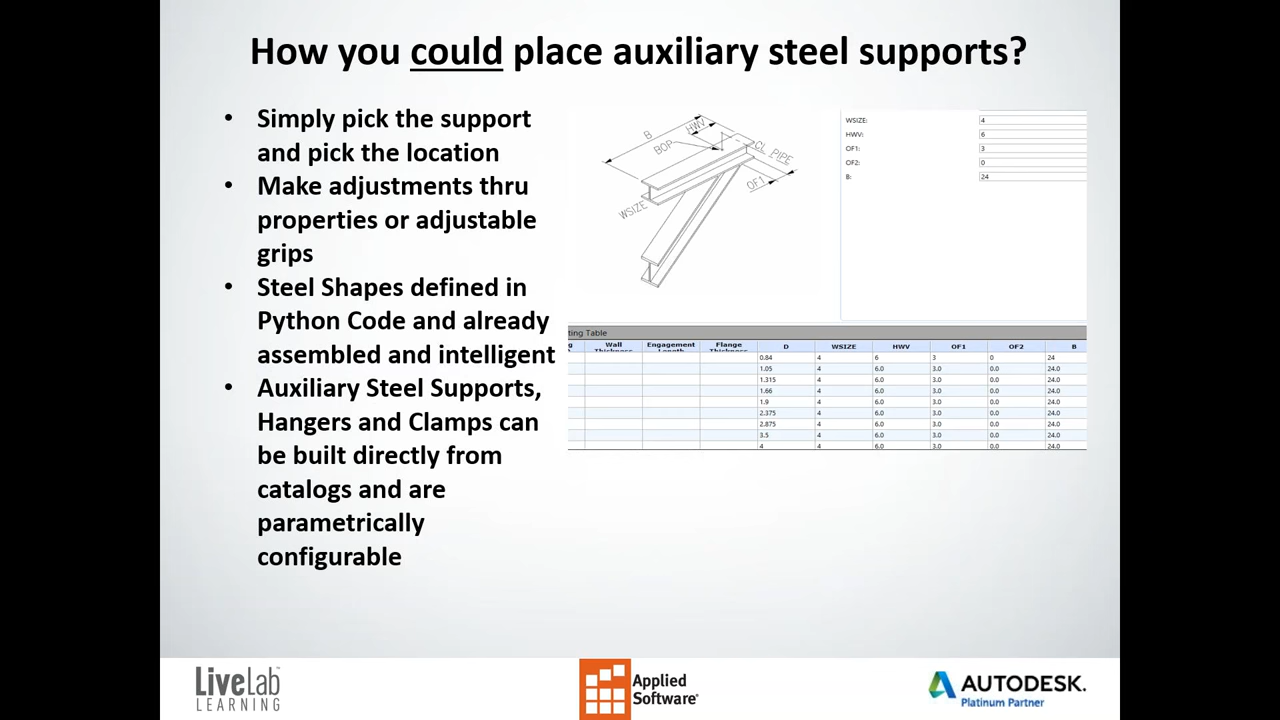 How you could place auxiliary steel supports?
• Simply pick the support
and pick the location
• Make adjustments thru
properties or adjustable
grips
• Steel Shapes defined in
Python Code and already
assembled and intelligent
• Auxiliary Steel Supports,
Hangers and Clamps can
be built directly from
catalogs and are
parametrically
configurable
B
HWV
BOP
CL PIPE
OF1
WSIZE
WSIZE: 4
HWV: 6
OF1: 3
OF2: 0
B: 24
ting Table
g Wall Thickness Engagement Length Flange Thickness D WSIZE HWV OF1 OF2 B
0.84 4 6 3 0 24
1.05 4 6.0 3.0 0.0 24.0
1.315 4 6.0 3.0 0.0 24.0
1.66 4 6.0 3.0 0.0 24.0
1.9 4 6.0 3.0 0.0 24.0
2.375 4 6.0 3.0 0.0 24.0
2.875 4 6.0 3.0 0.0 24.0
3.5 4 6.0 3.0 0.0 24.0
4 4 6.0 3.0 0.0 24.0
LiveLab™
LEARNING
Applied
Software®
AUTODESK.
Platinum Partner